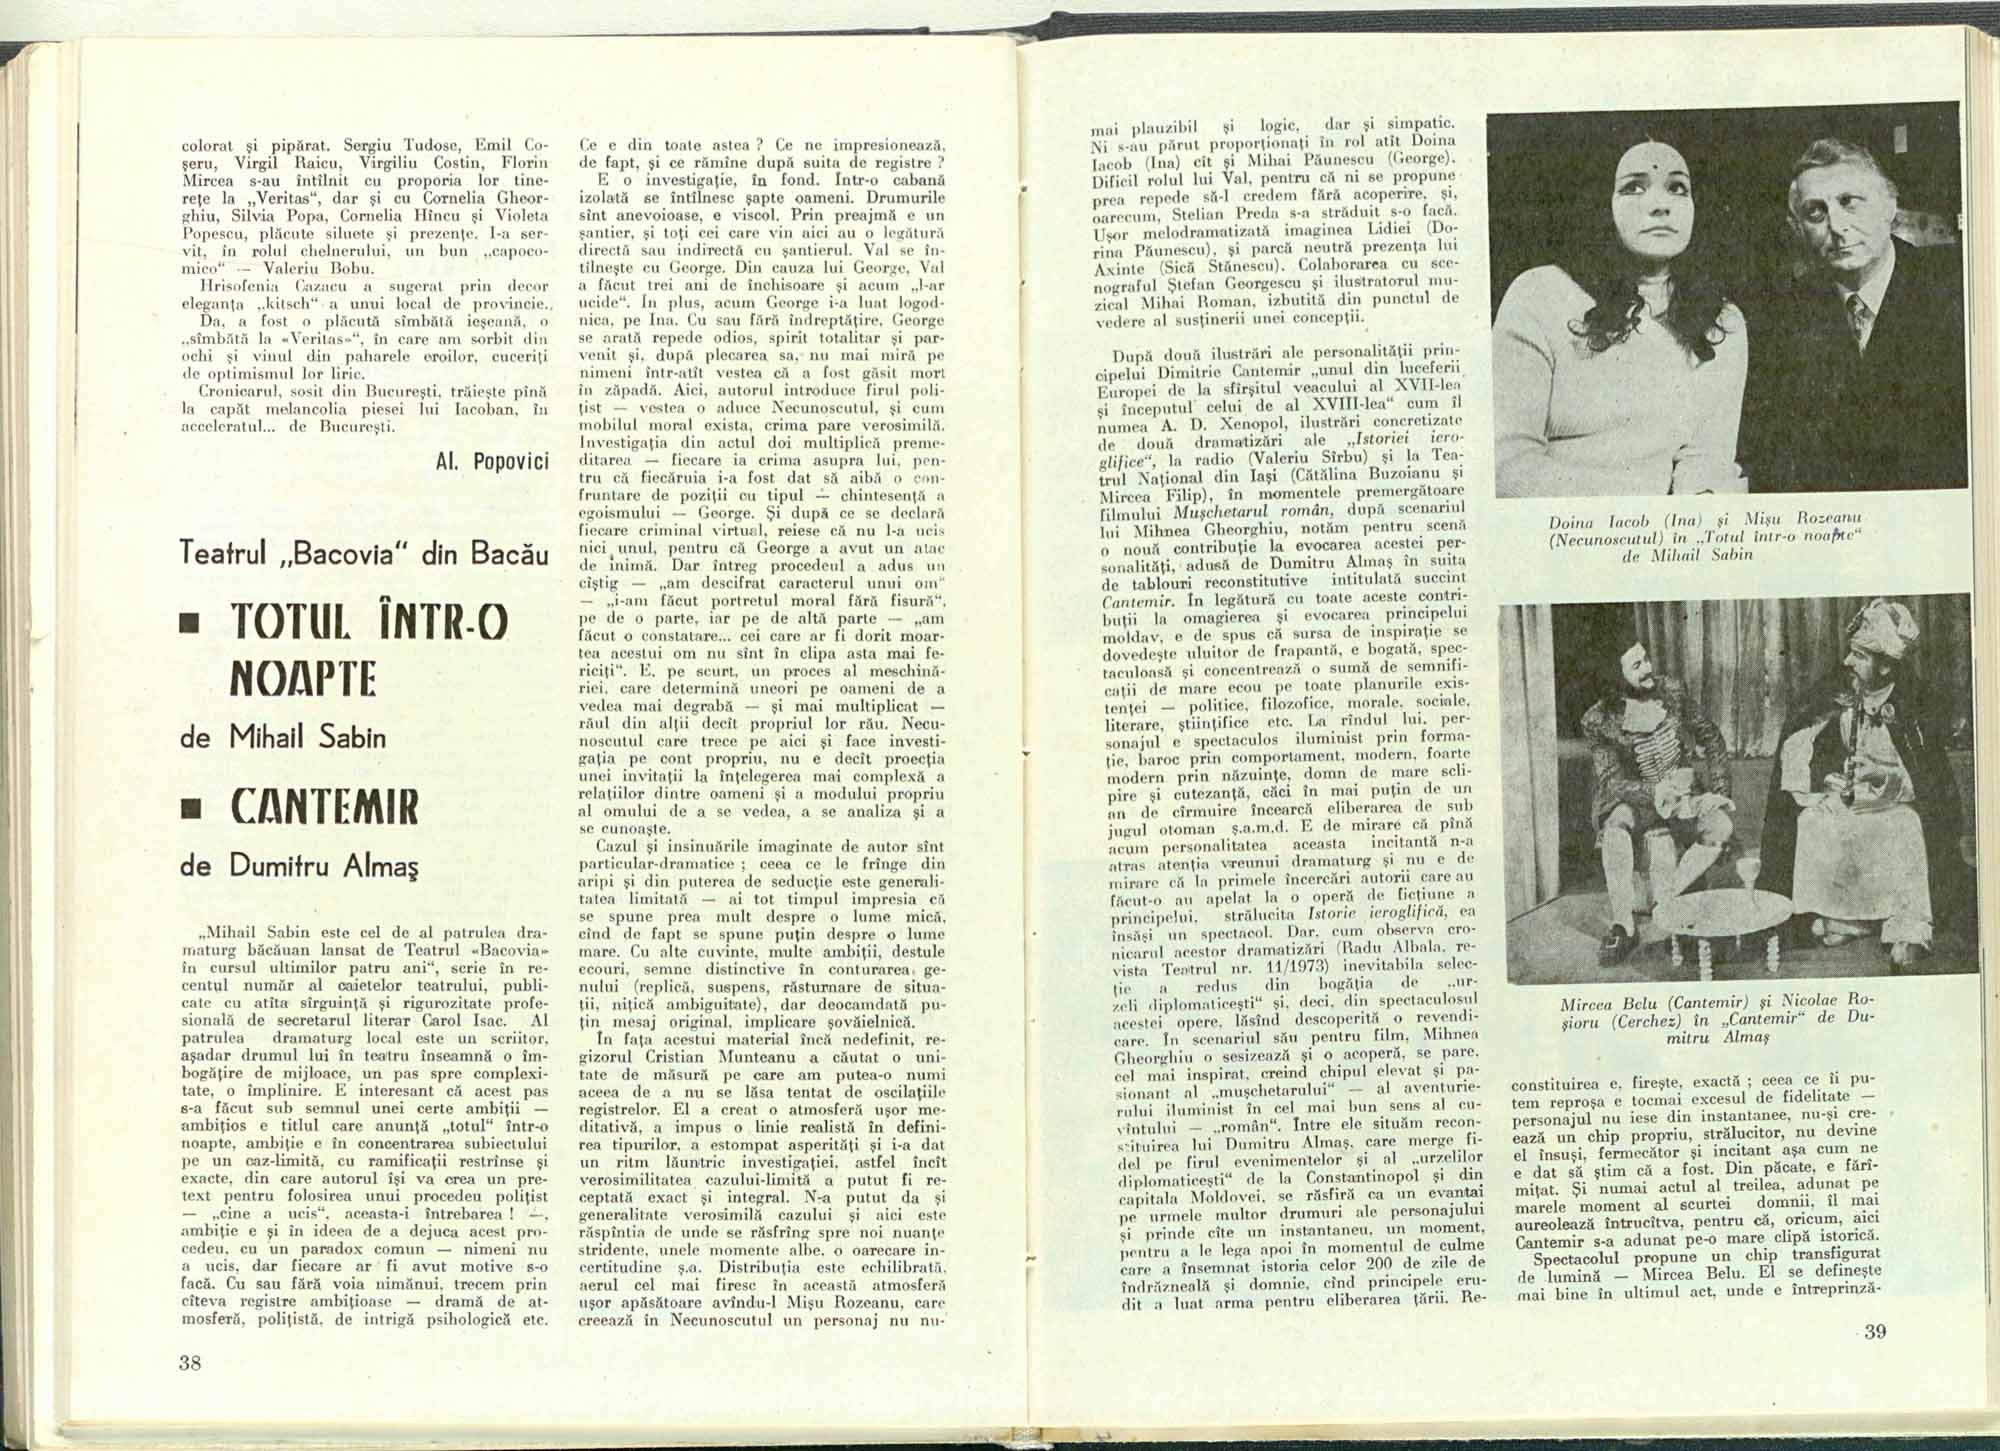 colorat și pipărat. Sergiu Tudose, Emil Co-
șeru, Virgil Raicu, Virgiliu Costin, Florin
Mircea s-au întîlnit cu proporia lor tine-
rețe la „Veritas“, dar și cu Cornelia Gheor-
ghiu, Silvia Popa, Cornelia Hîncu și Violeta
Popescu, plăcute siluete și prezențe. I-a ser-
vit, în rolul chelnerului, un bun „capoco-
mico“ — Valeriu Bobu.
Hrisofenia Cazacu a sugerat prin decor
eleganța „kitsch“ a unui local de provincie.
Da, a fost o plăcută sîmbătă ieșeană, o
„sîmbătă la «Veritas»“, în care am sorbit din
ochi și vinul din paharele eroilor, cuceriți
de optimismul lor liric.
Cronicarul, sosit din București, trăiește pînă
la capăt melancolia piesei lui Iacoban, în
acceleratul... de București.
Al. Popovici
Teatrul „Bacovia“ din Bacău
■ TOTUL ÎNTR-O
NOAPTE
de Mihail Sabin
■ CANTEMIR
de Dumitru Almaș
„Mihail Sabin este cel de al patrulea dra-
maturg băcăuan lansat de Teatrul «Bacovia»
în cursul ultimilor patru ani“, scrie în re-
centul număr al caietelor teatrului, publi-
cate cu atîta sîrguință și rigurozitate profe-
sională de secretarul literar Carol Isac. Al
patrulea dramaturg local este un scriitor,
așadar drumul lui în teatru înseamnă o îm-
bogățire de mijloace, un pas spre complexi-
tate, o împlinire. E interesant că acest pas
s-a făcut sub semnul unei certe ambiții —
ambițios e titlul care anunță „totul“ într-o
noapte, ambiție e în concentrarea subiectului
pe un caz-limită, cu ramificații restrînse și
exacte, din care autorul își va crea un pre-
text pentru folosirea unui procedeu polițist
— „cine a ucis“, aceasta-i întrebarea ! —,
ambiție e și în ideea de a dejuca acest pro-
cedeu, cu un paradox comun — nimeni nu
a ucis, dar fiecare ar fi avut motive s-o
facă. Cu sau fără voia nimănui, trecem prin
cîteva registre ambițioase — dramă de at-
mosferă, polițistă, de intrigă psihologică etc.
38
Ce e din toate astea ? Ce ne impresionează,
de fapt, și ce rămîne după suita de registre ?
E o investigație, în fond. Intr-o cabană
izolată se întîlnesc șapte oameni. Drumurile
sînt anevoioase, e viscol. Prin preajmă e un
șantier, și toți cei care vin aici au o legătură
directă sau indirectă cu șantierul. Val se în-
tîlnește cu George. Din cauza lui George, Val
a făcut trei ani de închisoare și acum „l-ar
ucide“. In plus, acum George i-a luat logod-
nica, pe Ina. Cu sau fără îndreptățire, George
se arată repede odios, spirit totalitar și par-
venit și, după plecarea sa, nu mai miră pe
nimeni într-atît vestea că a fost găsit mort
în zăpadă. Aici, autorul introduce firul poli-
țist — vestea o aduce Necunoscutul, și cum
mobilul moral exista, crima pare verosimilă.
Investigația din actul doi multiplică preme-
ditarea — fiecare ia crima asupra lui, pen-
tru că fiecăruia i-a fost dat să aibă o con-
fruntare de poziții cu tipul — chintesență a
egoismului — George. Și după ce se declară
fiecare criminal virtual, reiese că nu l-a ucis
nici unul, pentru că George a avut un atac
de inimă. Dar întreg procedeul a adus un
cîștig — „am descifrat caracterul unui om“
— „i-am făcut portretul moral fără fisură“,
pe de o parte, iar pe de altă parte — „am
făcut o constatare... cei care ar fi dorit moar-
tea acestui om nu sînt în clipa asta mai fe-
riciți“. E, pe scurt, un proces al meschină-
riei, care determină uneori pe oameni de a
vedea mai degrabă — și mai multiplicat —
răul din alții decît propriul lor rău. Necu-
noscutul care trece pe aici și face investi-
gația pe cont propriu, nu e decît proecția
unei invitații la înțelegerea mai complexă a
relațiilor dintre oameni și a modului propriu
al omului de a se vedea, a se analiza și a
se cunoaște.
Cazul și insinuările imaginate de autor sînt
particular-dramatice ; ceea ce le frînge din
aripi și din puterea de seducție este generali-
tatea limitată — ai tot timpul impresia că
se spune prea mult despre o lume mică,
cînd de fapt se spune puțin despre o lume
mare. Cu alte cuvinte, multe ambiții, destule
ecouri, semne distinctive în conturarea ge-
nului (replică, suspens, răsturnare de situa-
ții, nițică ambiguitate), dar deocamdată pu-
țin mesaj original, implicare șovăielnică.
In fața acestui material încă nedefinit, re-
gizorul Cristian Munteanu a căutat o uni-
tate de măsură pe care am putea-o numi
aceea de a nu se lăsa tentat de oscilațiile
registrelor. El a creat o atmosferă ușor me-
ditativă, a impus o linie realistă în defini-
rea tipurilor, a estompat asperități și i-a dat
un ritm lăuntric investigației, astfel încît
verosimilitatea cazului-limită a putut fi re-
ceptată exact și integral. N-a putut da și
generalitate verosimilă cazului și aici este
răspîntia de unde se răsfrîng spre noi nuanțe
stridente, unele momente albe, o oarecare in-
certitudine ș.a. Distribuția este echilibrată,
aerul cel mai firesc în această atmosferă
ușor apăsătoare avîndu-l Mișu Rozeanu, care
creează în Necunoscutul un personaj nu nu-
mai plauzibil și logic, dar și simpatic.
Ni s-au părut proporționați în rol atît Doina
Iacob (Ina) cît și Mihai Păunescu (George).
Dificil rolul lui Val, pentru că ni se propune
prea repede să-l credem fără acoperire, și,
oarecum, Stelian Preda s-a străduit s-o facă.
Ușor melodramatizată imaginea Lidiei (Do-
rina Păunescu), și parcă neutră prezența lui
Axinte (Sică Stănescu). Colaborarea cu sce-
nograful Ștefan Georgescu și ilustratorul mu-
zical Mihai Roman, izbutită din punctul de
vedere al susținerii unei concepții.
După două ilustrări ale personalității prin-
cipelui Dimitrie Cantemir „unul din luceferii
Europei de la sfîrșitul veacului al XVII-lea
și începutul celui de al XVIII-lea“ cum îl
numea A. D. Xenopol, ilustrări concretizate
de două dramatizări ale „Istoriei iero-
glifice“, la radio (Valeriu Sîrbu) și la Tea-
trul Național din Iași (Cătălina Buzoianu și
Mircea Filip), în momentele premergătoare
filmului Mușchetarul român, după scenariul
lui Mihnea Gheorghiu, notăm pentru scenă
o nouă contribuție la evocarea acestei per-
sonalități, adusă de Dumitru Almaș în suita
de tablouri reconstitutive intitulată succint
Cantemir. In legătură cu toate aceste contri-
buții la omagierea și evocarea principelui
moldav, e de spus că sursa de inspirație se
dovedește uluitor de frapantă, e bogată, spec-
taculoasă și concentrează o sumă de semnifi-
cații de mare ecou pe toate planurile exis-
tenței — politice, filozofice, morale, sociale,
literare, științifice etc. La rîndul lui, per-
sonajul e spectaculos iluminist prin forma-
ție, baroc prin comportament, modern, foarte
modern prin năzuințe, domn de mare scli-
pire și cutezanță, căci în mai puțin de un
an de cîrmuire încearcă eliberarea de sub
jugul otoman ș.a.m.d. E de mirare că pînă
acum personalitatea aceasta incitantă n-a
atras atenția vreunui dramaturg și nu e de
mirare că la primele încercări autorii care au
făcut-o au apelat la o operă de ficțiune a
principelui, strălucita Istorie ieroglifică, ea
însăși un spectacol. Dar, cum observa cro-
nicarul acestor dramatizări (Radu Albala, re-
vista Teatrul nr. 11/1973) inevitabila selec-
ție a redus din bogăția de „ur-
zeli diplomaticești“ și, deci, din spectaculosul
acestei opere, lăsînd descoperită o revendi-
care. In scenariul său pentru film, Mihnea
Gheorghiu o sesizează și o acoperă, se pare,
cel mai inspirat, creind chipul elevat și pa-
sionant al „mușchetarului“ — al aventurie-
rului iluminist în cel mai bun sens al cu-
vîntului — „român“. Intre ele situăm recon-
stituirea lui Dumitru Almaș, care merge fi-
del pe firul evenimentelor și al „urzelilor
diplomaticești“ de la Constantinopol și din
capitala Moldovei, se răsfiră ca un evantai
pe urmele multor drumuri ale personajului
și prinde cîte un instantaneu, un moment,
pentru a le lega apoi în momentul de culme
care a însemnat istoria celor 200 de zile de
îndrăzneală și domnie, cînd principele eru-
dit a luat arma pentru eliberarea țării. Re-
Doina Iacob (Ina) și Mișu Rozeanu
(Necunoscutul) în „Totul într-o noapte“
de Mihail Sabin
Mircea Belu (Cantemir) și Nicolae Ro-
șioru (Cerchez) în „Cantemir“ de Du-
mitru Almaș
constituirea e, firește, exactă ; ceea ce îi pu-
tem reproșa e tocmai excesul de fidelitate —
personajul nu iese din instantanee, nu-și cre-
ează un chip propriu, strălucitor, nu devine
el însuși, fermecător și incitant așa cum ne
e dat să știm că a fost. Din păcate, e fărî-
mițat. Și numai actul al treilea, adunat pe
marele moment al scurtei domnii, îl mai
aureolează întrucîtva, pentru că, oricum, aici
Cantemir s-a adunat pe-o mare clipă istorică.
Spectacolul propune un chip transfigurat
de lumină — Mircea Belu. El se definește
mai bine în ultimul act, unde e întreprinză-
39